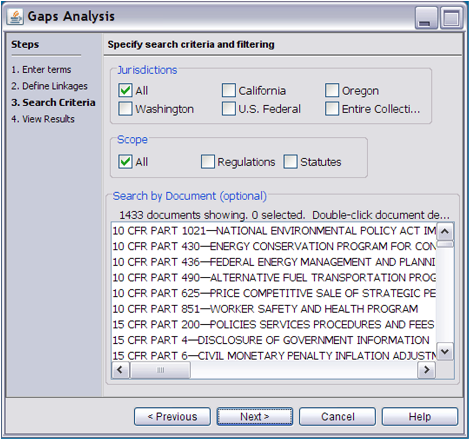 Gaps Analysis
Steps
1. Enter terms
2. Define Linkages
3. Search Criteria
4. View Results
Specify search criteria and filtering
Jurisdictions
All California Oregon
Washington U.S. Federal Entire Collecti...
Scope
All Regulations Statutes
Search by Document (optional)
1433 documents showing. 0 selected. Double-click document de...
10 CFR PART 1021—NATIONAL ENVIRONMENTAL POLICY ACT IM
10 CFR PART 430—ENERGY CONSERVATION PROGRAM FOR CON
10 CFR PART 436—FEDERAL ENERGY MANAGEMENT AND PLANNI
10 CFR PART 490—ALTERNATIVE FUEL TRANSPORTATION PROG
10 CFR PART 625—PRICE COMPETITIVE SALE OF STRATEGIC PE
10 CFR PART 851—WORKER SAFETY AND HEALTH PROGRAM
15 CFR PART 200—POLICIES SERVICES PROCEDURES AND FEES
15 CFR PART 4—DISCLOSURE OF GOVERNMENT INFORMATION
15 CFR PART 6—CIVIL MONETARY PENALTY INFLATION ADJUSTM
< Previous Next > Cancel Help